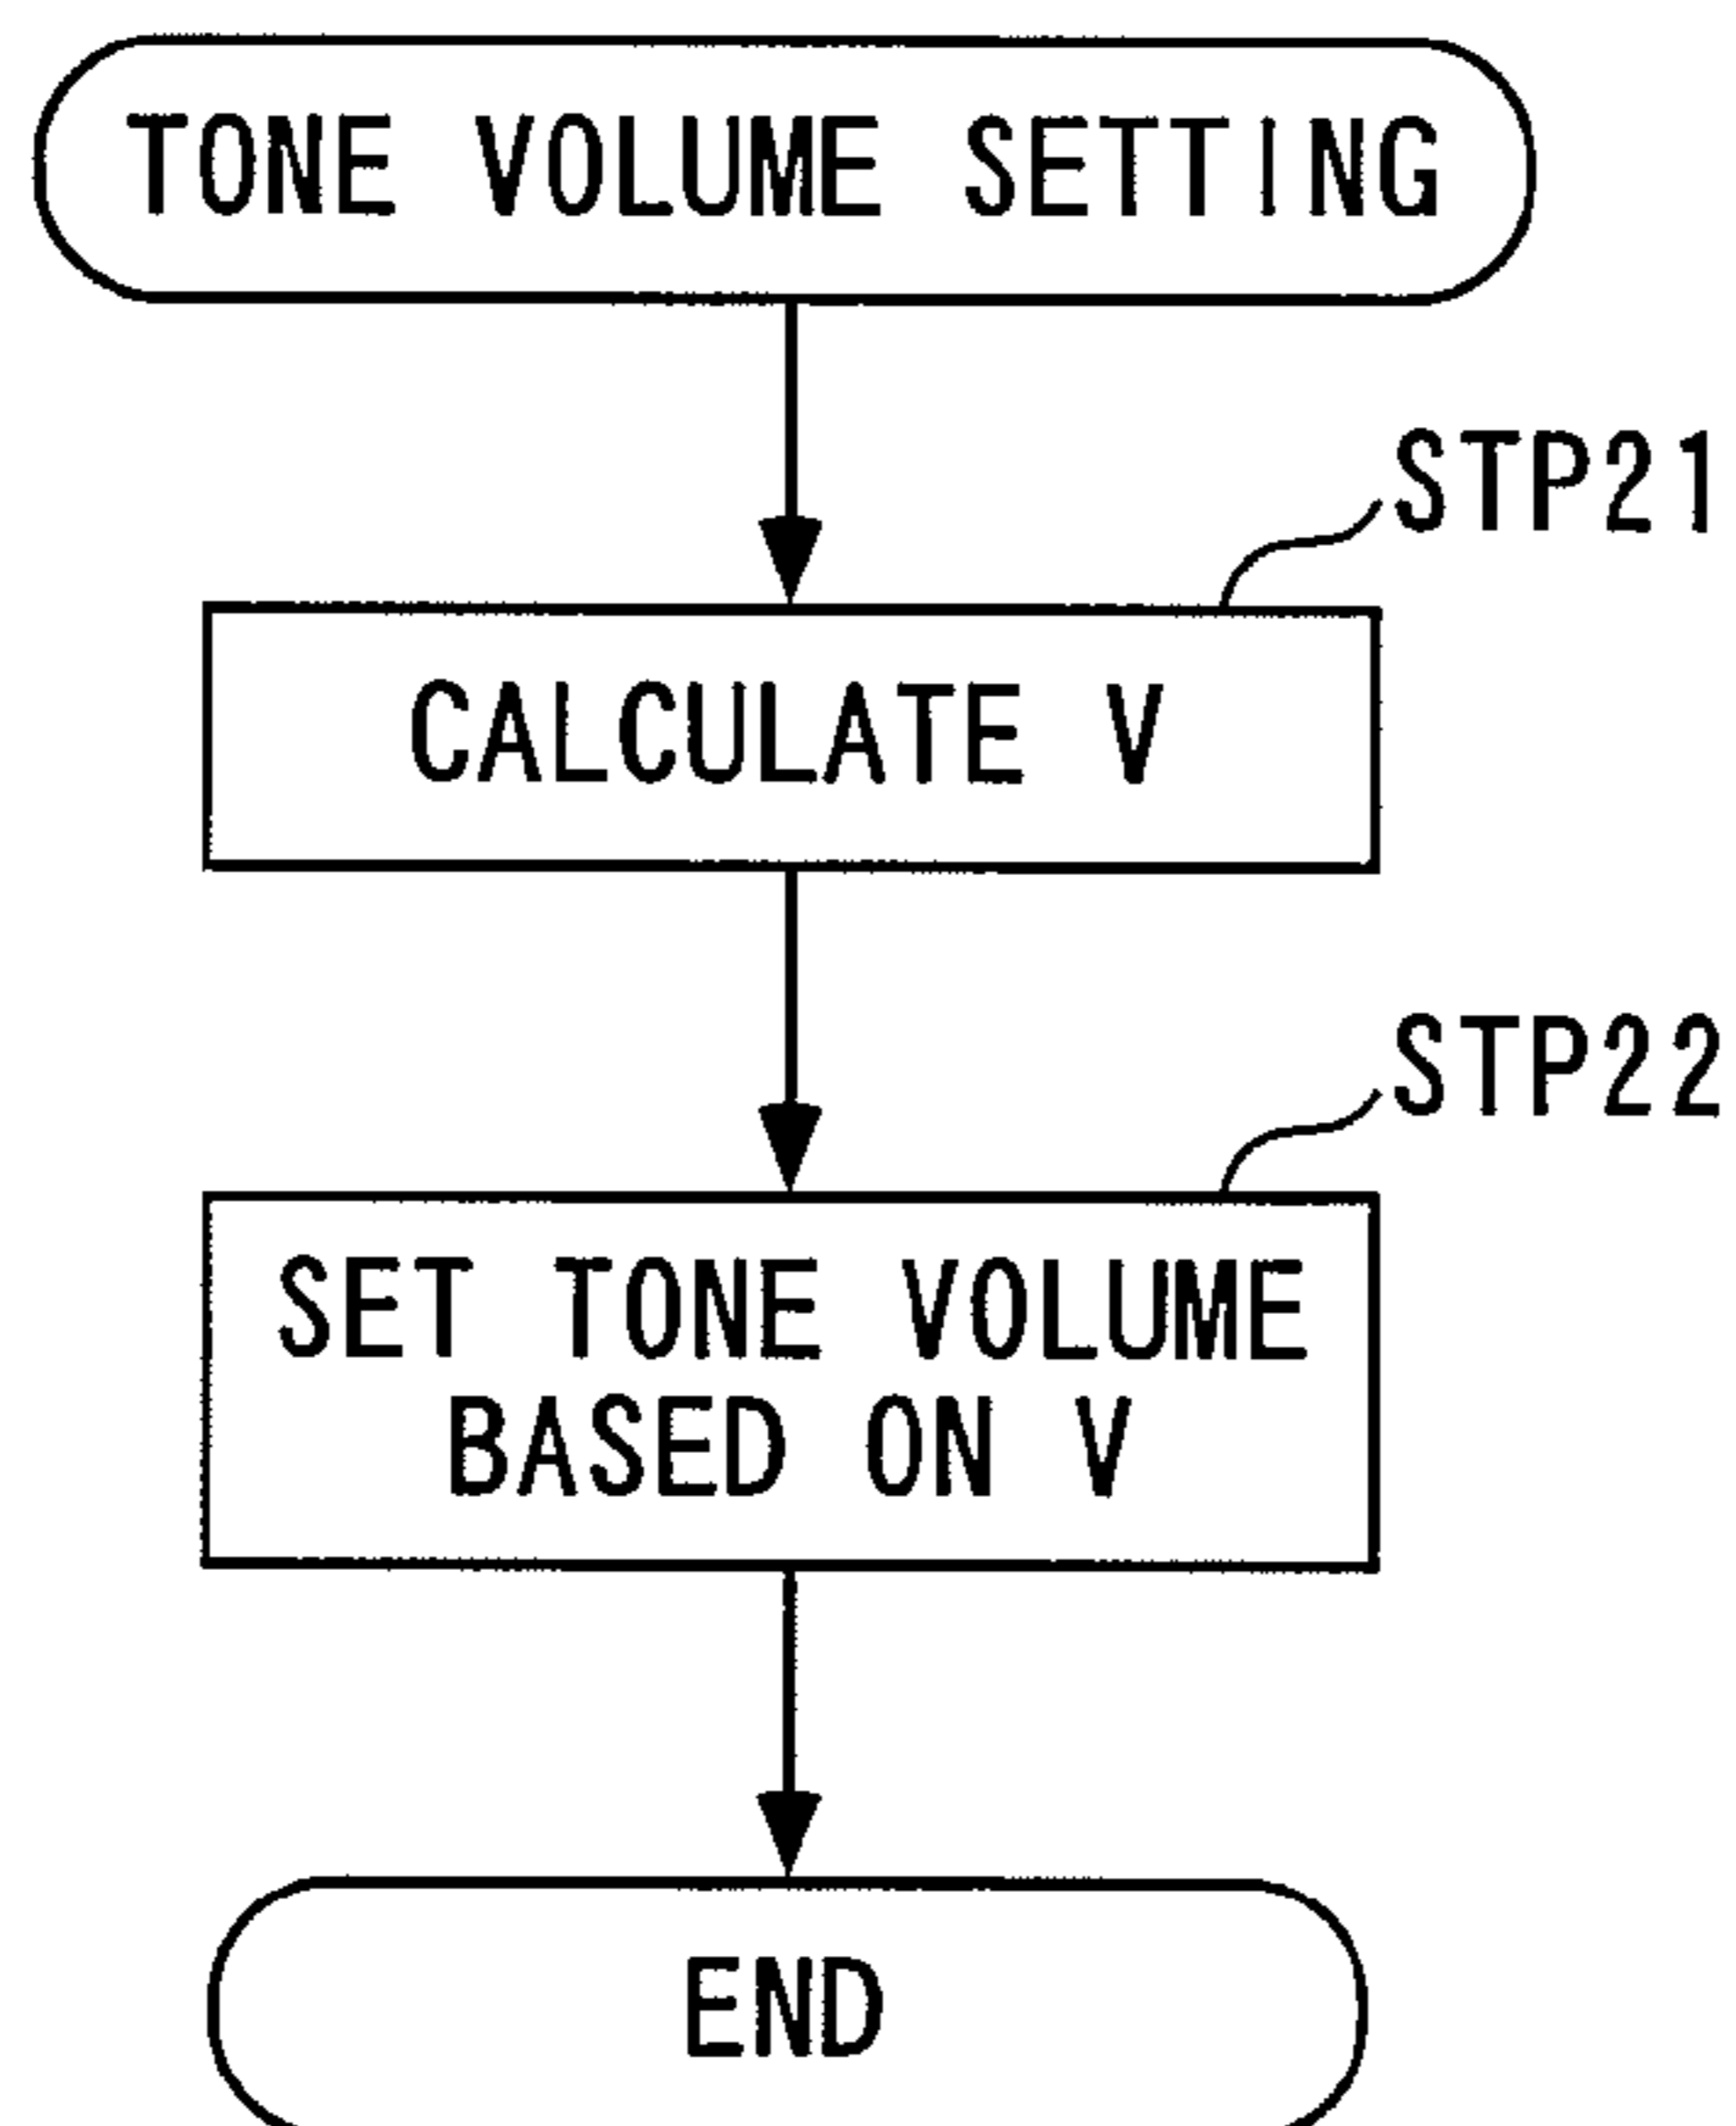 TONE VOLUME SETTING
STP21
CALCULATE V
STP22
SET TONE VOLUME
BASED ON V
END